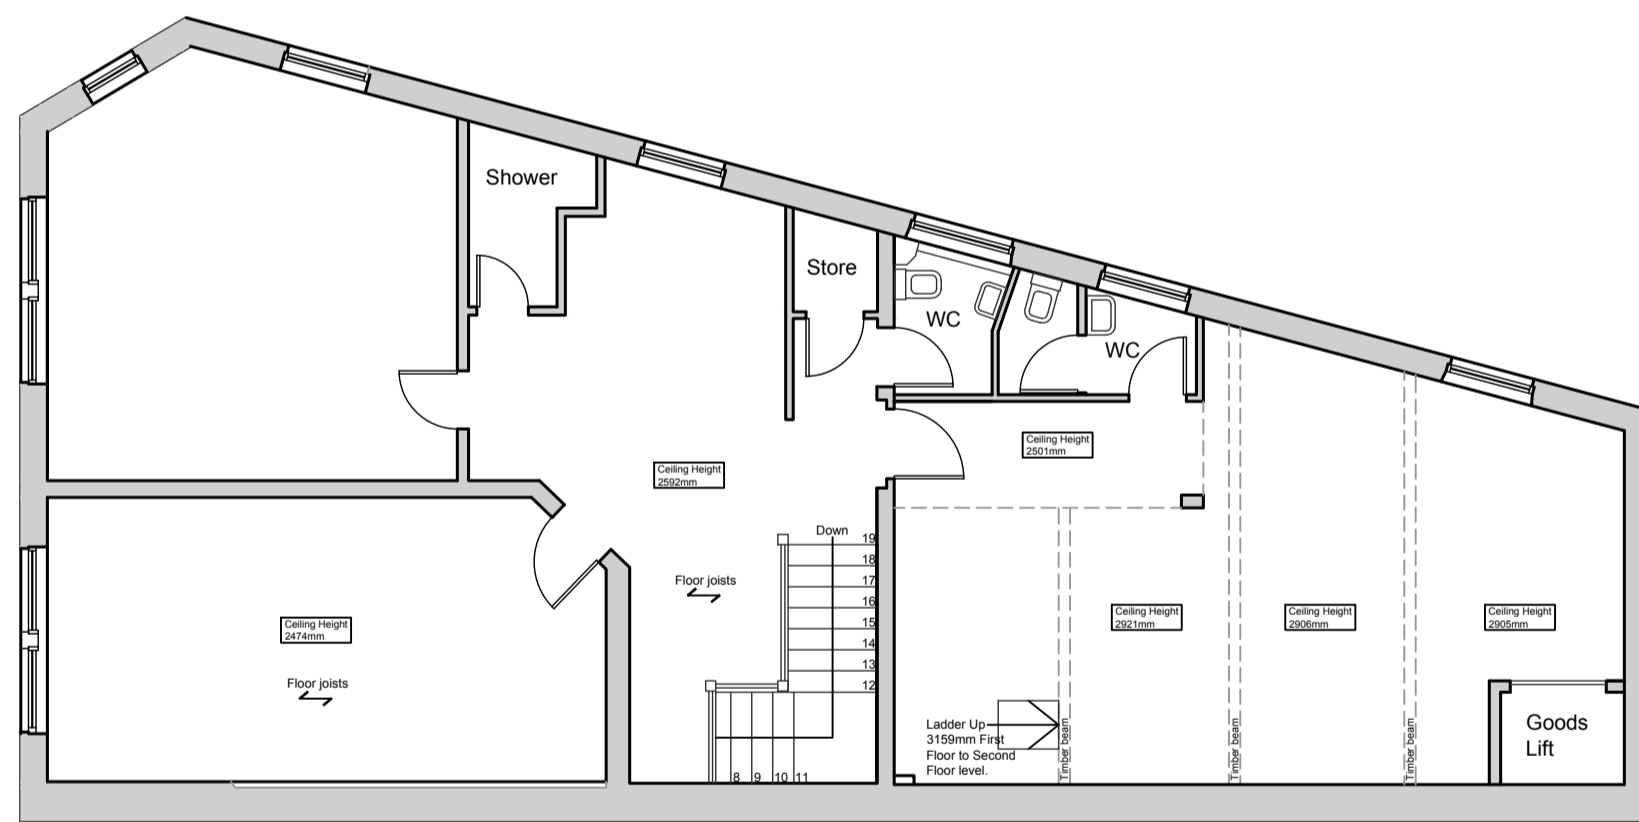 Shower
Store
WC
WC
Ceiling Height
2501mm
Ceiling Height
2592mm
Down
19
18
17
16
15
14
13
12
8
9
10
11
Floor joists
Ceiling Height
2474mm
Floor joists
Ceiling Height
2921mm
Ceiling Height
2906mm
Ceiling Height
2905mm
Ladder Up
3159mm First
Floor to Second
Floor level.
Timber beam
Timber beam
Timber beam
Goods
Lift